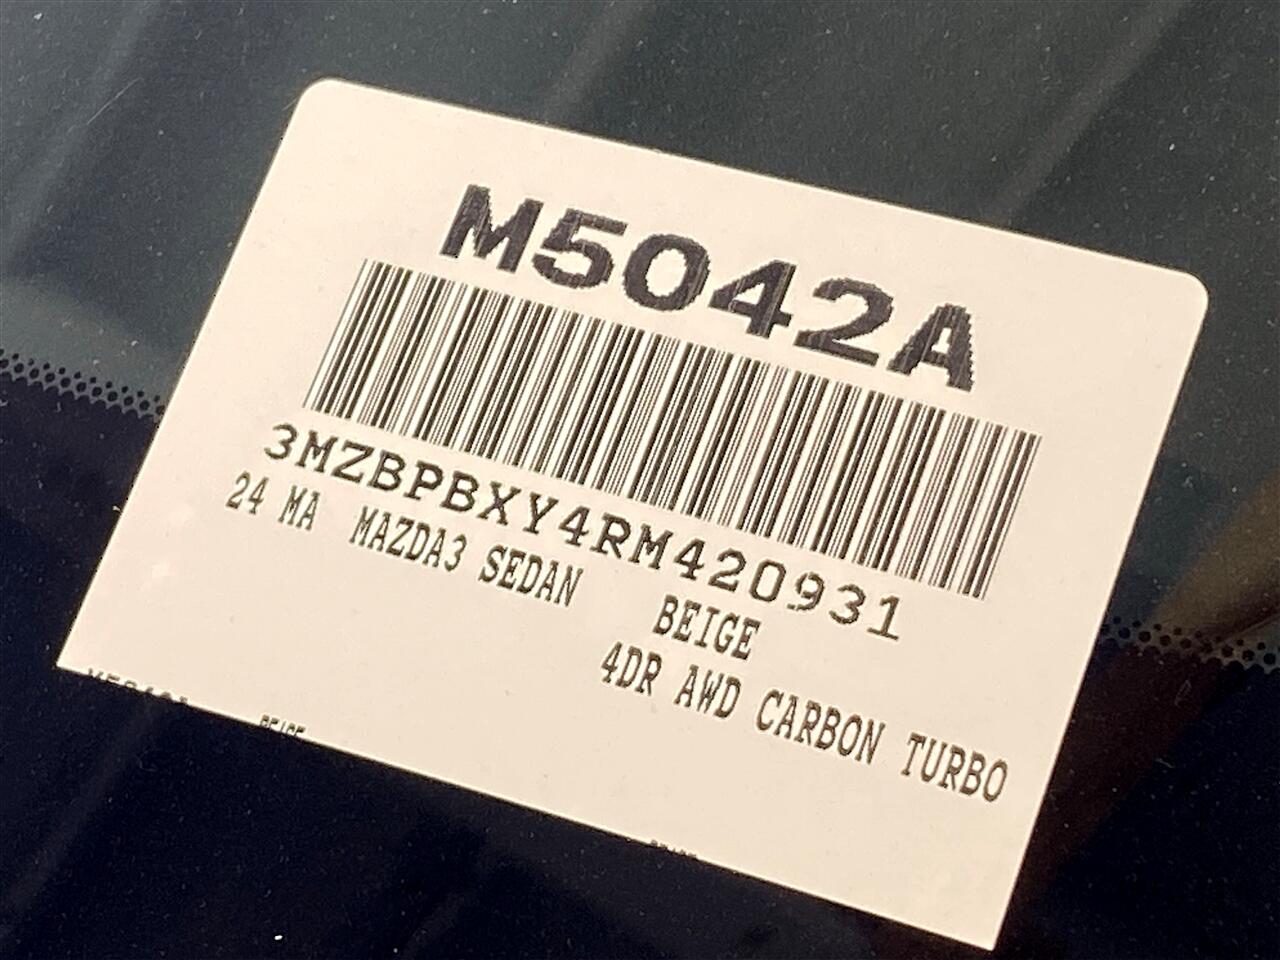 M5042A
3MZBPBXY4RM420931
24 MA MAZDA3 SEDAN BEIGE
4DR AWD CARBON TURBO